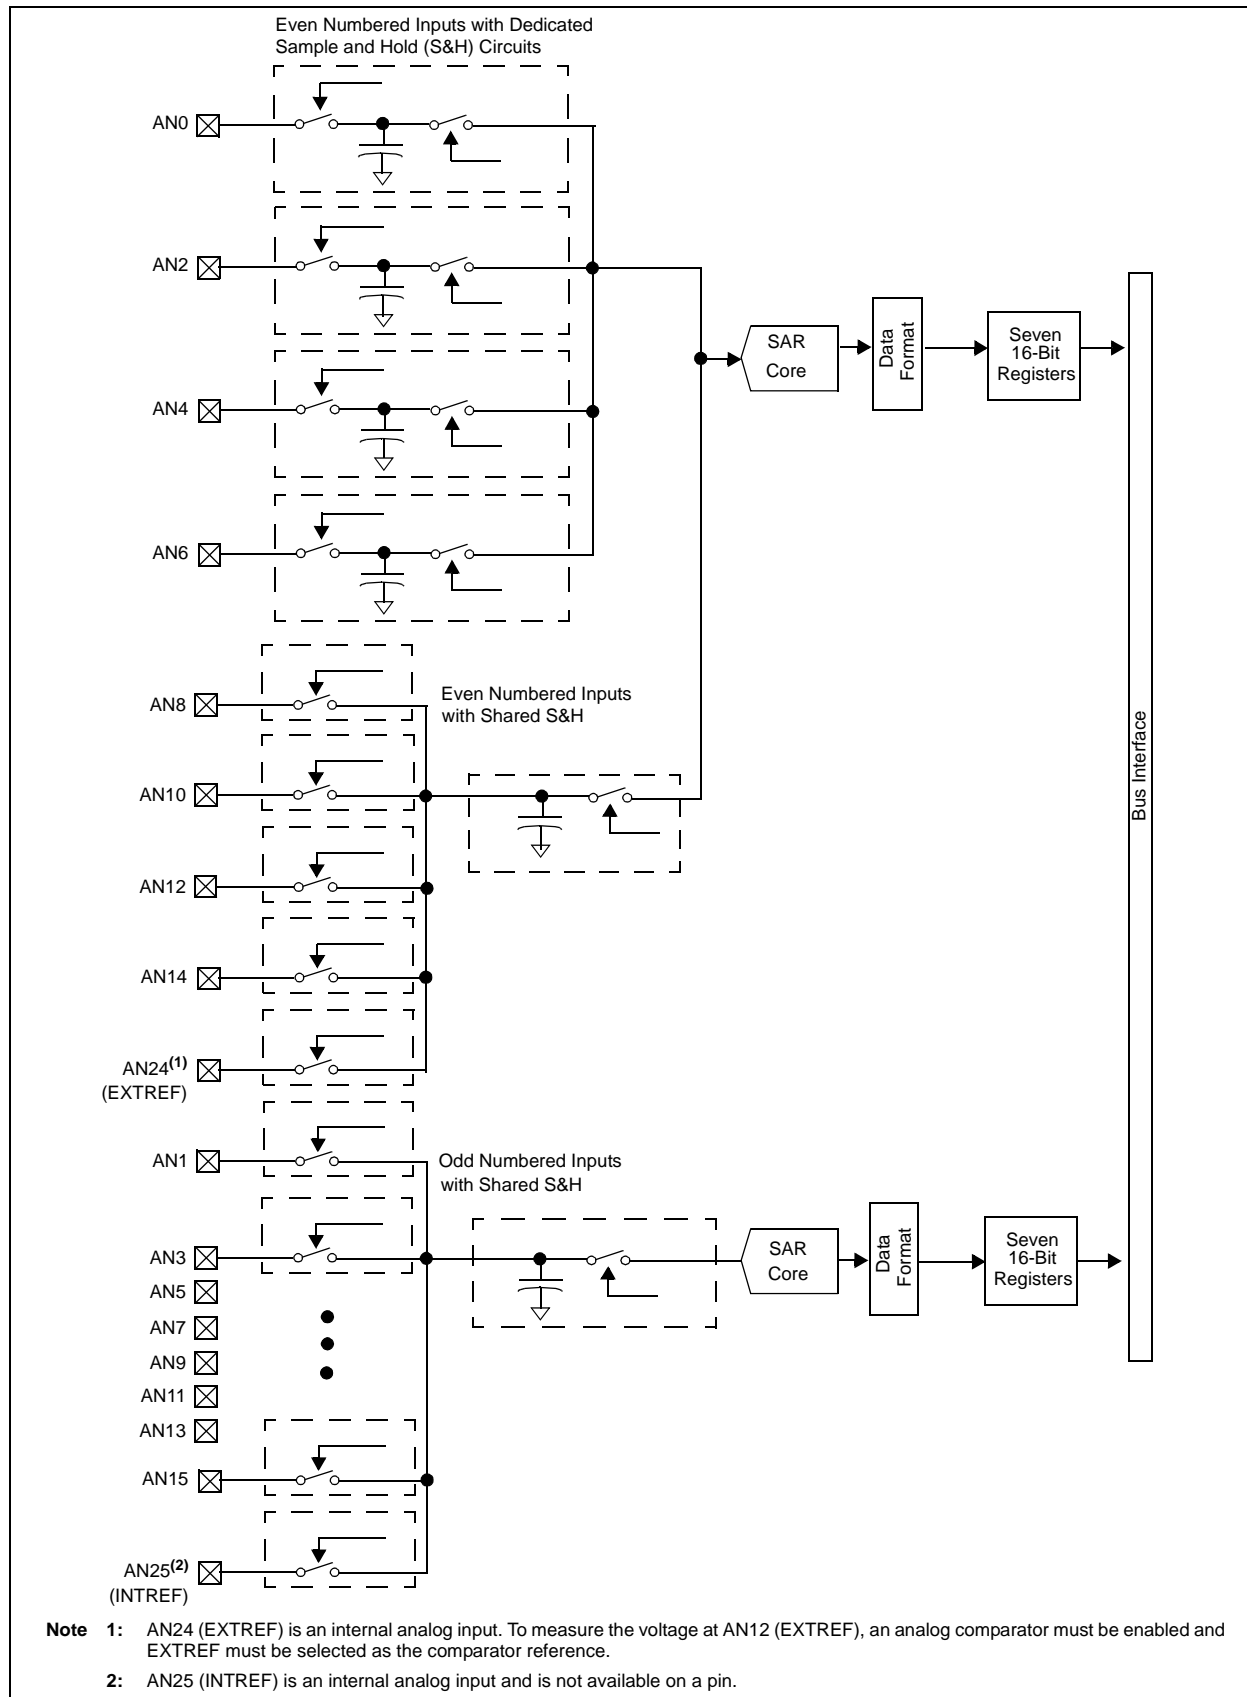 Even Numbered Inputs with Dedicated
Sample and Hold (S&H) Circuits
AN0
AN2
AN4
AN6
SAR
Core
Data
Format
Seven
16-Bit
Registers
Bus Interface
AN8
Even Numbered Inputs
with Shared S&H
AN10
AN12
AN14
AN24(1)
(EXTREF)
AN1
Odd Numbered Inputs
with Shared S&H
AN3
SAR
Core
Data
Format
Seven
16-Bit
Registers
AN5
AN7
AN9
AN11
AN13
AN15
AN25(2)
(INTREF)
Note 1: AN24 (EXTREF) is an internal analog input. To measure the voltage at AN12 (EXTREF), an analog comparator must be enabled and
EXTREF must be selected as the comparator reference.
2: AN25 (INTREF) is an internal analog input and is not available on a pin.